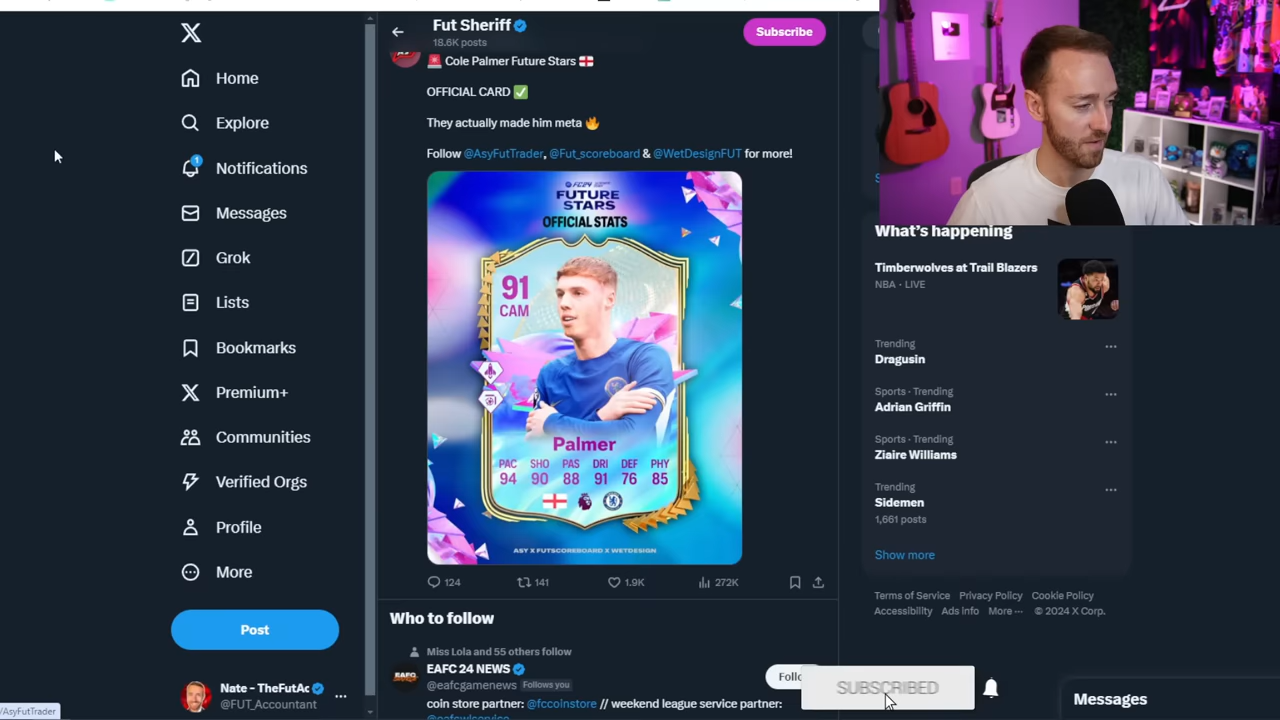 Home
Explore
1
Notifications
Messages
Grok
Lists
Bookmarks
Premium+
Communities
Verified Orgs
Profile
More
Post
Nate - TheFutAc
@FUT_Accountant
/AsyFutTrader
Fut Sheriff
18.6K posts
Subscribe
Cole Palmer Future Stars
OFFICIAL CARD
They actually made him meta
Follow @AsyFutTrader, @Fut_scoreboard & @WetDesignFUT for more!
FC24
FUTURE
STARS
OFFICIAL STATS
91
CAM
Palmer
PAC SHO PAS DRI DEF PHY
94 90 88 91 76 85
ASY X FUTSCOREBOARD X WETDESIGN
124 141 1.9K 272K
Who to follow
Miss Lola and 55 others follow
EAFC 24 NEWS
@eafcgamenews Follows you
coin store partner: @fccoinstore // weekend league service partner:
SUBSCRIBED
What's happening
Timberwolves at Trail Blazers
NBA · LIVE
Trending
Dragusin
Sports · Trending
Adrian Griffin
Sports · Trending
Ziaire Williams
Trending
Sidemen
1,661 posts
Show more
Terms of Service Privacy Policy Cookie Policy
Accessibility Ads info More ··· © 2024 X Corp.
Messages